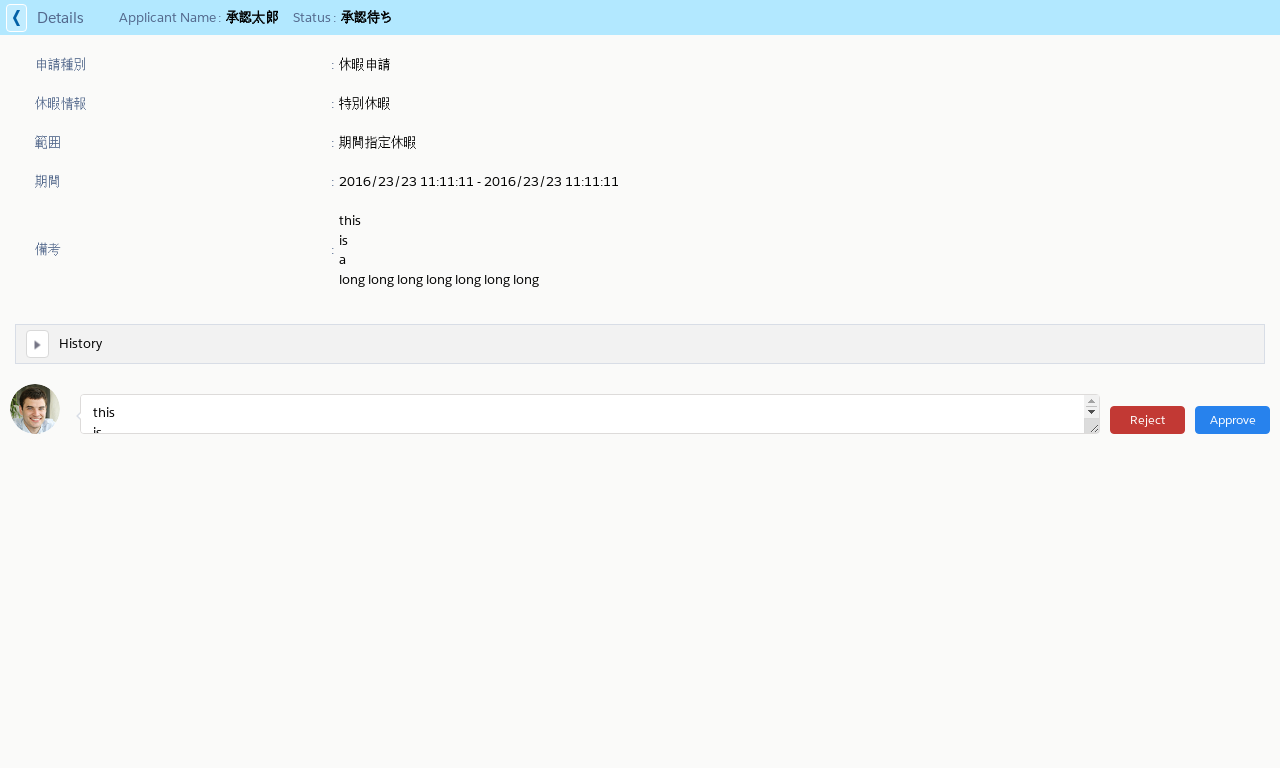 ❰ Details Applicant Name : 承認太郎 Status : 承認待ち
申請種別 : 休暇申請
休暇情報 : 特別休暇
範囲 : 期間指定休暇
期間 : 2016/23/23 11:11:11 - 2016/23/23 11:11:11
備考 :
this
is
a
long long long long long long long
History
this
is
Reject Approve